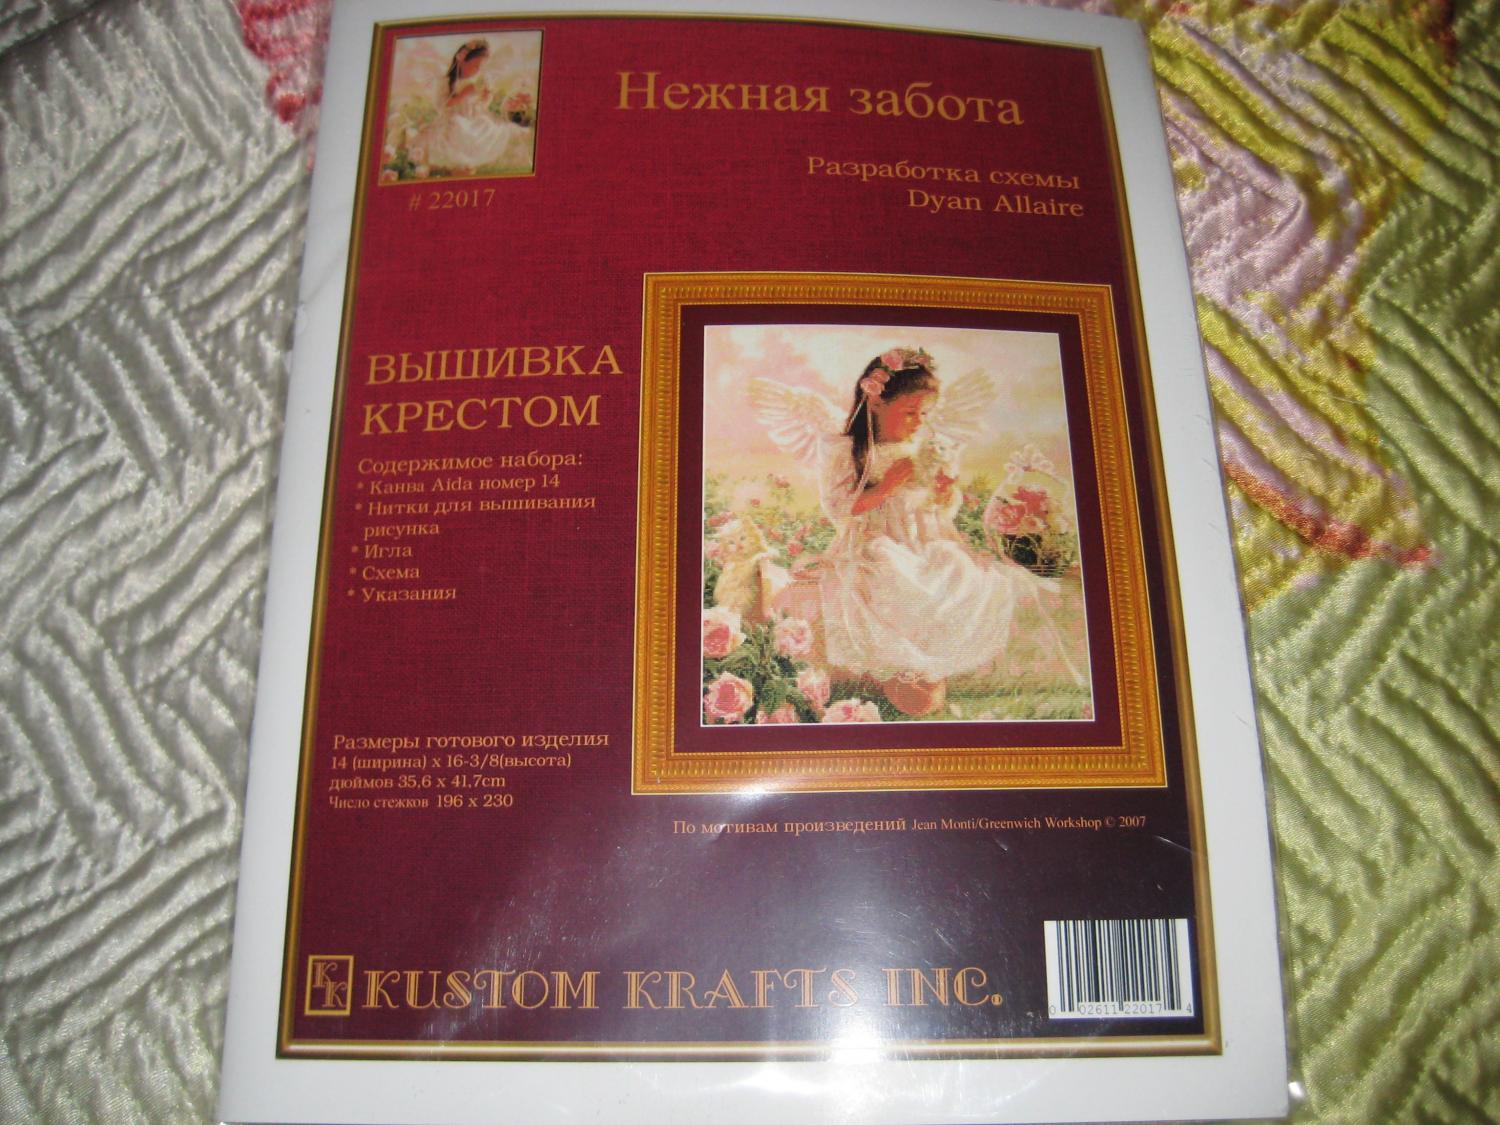 Нежная забота
Разработка схемы
Dyan Allaire
# 22017
ВЫШИВКА
КРЕСТОМ
Содержимое набора:
* Канва Aida номер 14
* Нитки для вышивания
рисунка
* Игла
* Схема
* Указания
Размеры готового изделия
14 (ширина) x 16-3/8(высота)
дюймов 35,6 x 41,7cm
Число стежков 196 x 230
По мотивам произведений Jean Monti/Greenwich Workshop © 2007
KK KUSTOM KRAFTS INC.
0 02611 22017 4